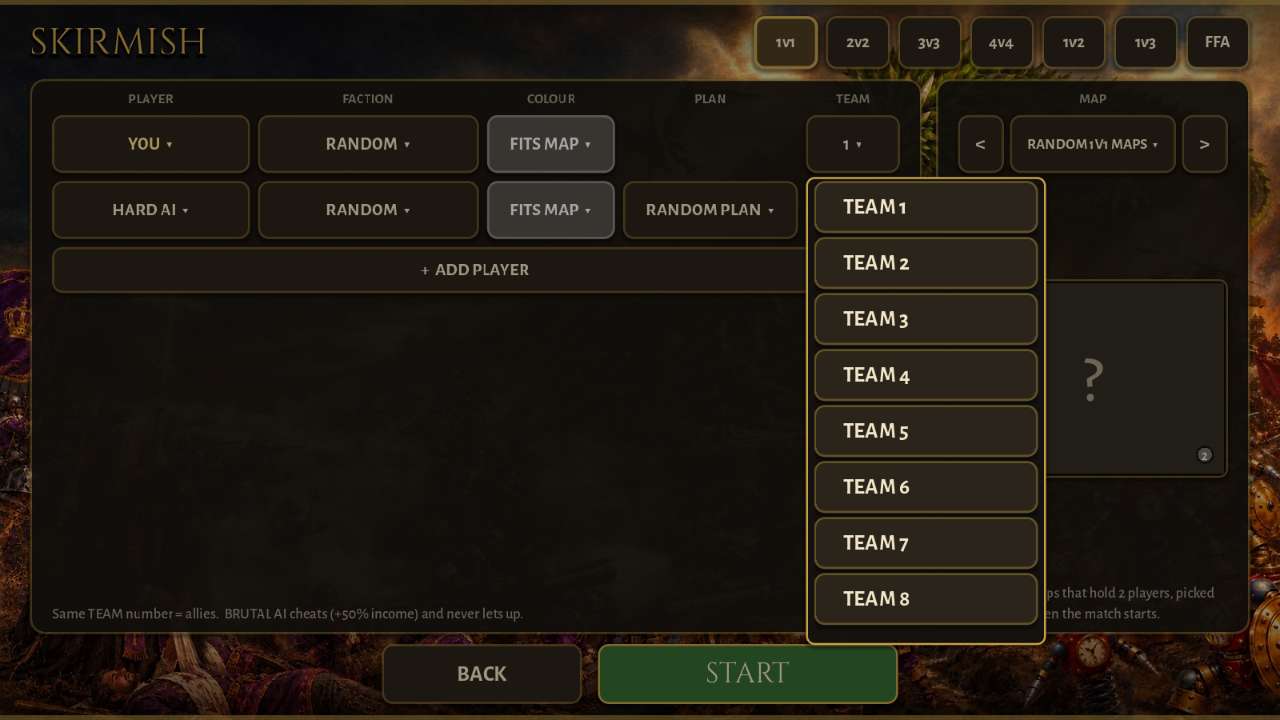 SKIRMISH
1v1 2v2 3v3 4v4 1v2 1v3 FFA
PLAYER FACTION COLOUR PLAN TEAM MAP
YOU ▾ RANDOM ▾ FITS MAP ▾ 1 ▾ < RANDOM 1V1 MAPS ▾ >
HARD AI ▾ RANDOM ▾ FITS MAP ▾ RANDOM PLAN ▾
+ ADD PLAYER
TEAM 1
TEAM 2
TEAM 3
TEAM 4
TEAM 5
TEAM 6
TEAM 7
TEAM 8
?
2
Same TEAM number = allies. BRUTAL AI cheats (+50% income) and never lets up.
that hold 2 players, picked
the match starts.
BACK START